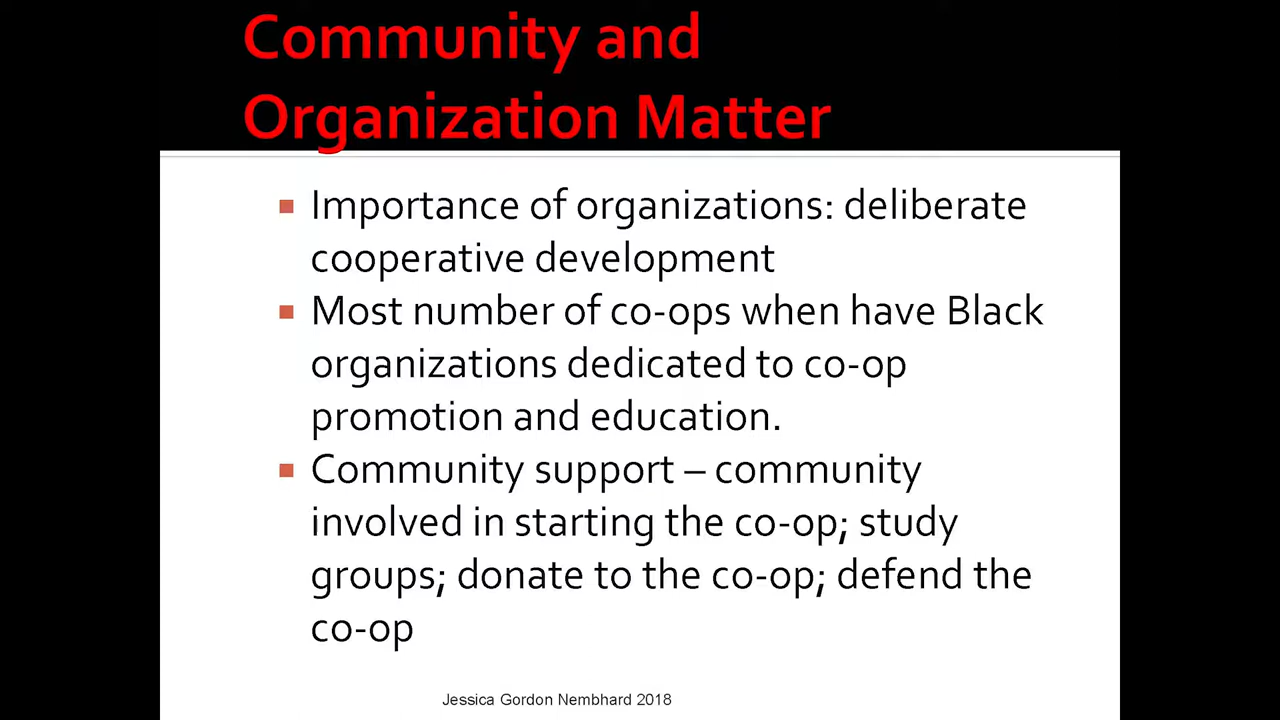 Community and
Organization Matter
Importance of organizations: deliberate
cooperative development
Most number of co-ops when have Black
organizations dedicated to co-op
promotion and education.
Community support – community
involved in starting the co-op; study
groups; donate to the co-op; defend the
co-op
Jessica Gordon Nembhard 2018